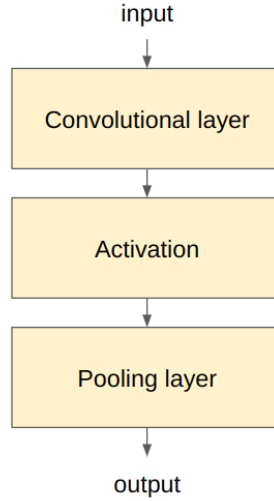 input
Convolutional layer
Activation
Pooling layer
output